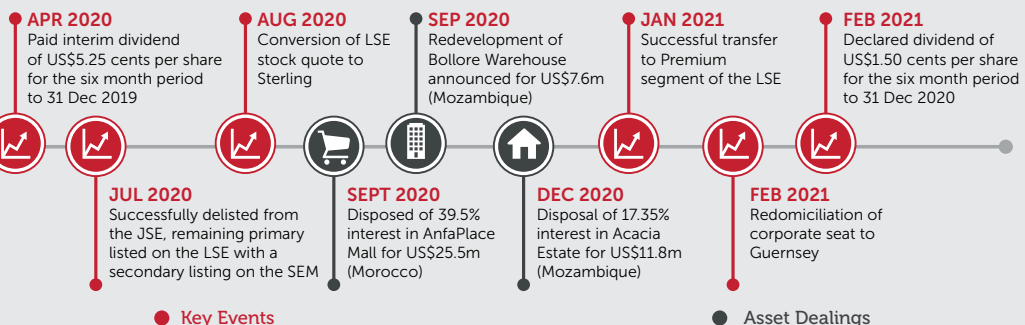 APR 2020
Paid interim dividend
of US$5.25 cents per share
for the six month period
to 31 Dec 2019
AUG 2020
Conversion of LSE
stock quote to
Sterling
SEP 2020
Redevelopment of
Bollore Warehouse
announced for US$7.6m
(Mozambique)
JAN 2021
Successful transfer
to Premium
segment of the LSE
FEB 2021
Declared dividend of
US$1.50 cents per share
for the six month period
to 31 Dec 2020
JUL 2020
Successfully delisted from
the JSE, remaining primary
listed on the LSE with a
secondary listing on the SEM
SEPT 2020
Disposed of 39.5%
interest in AnfaPlace
Mall for US$25.5m
(Morocco)
DEC 2020
Disposal of 17.35%
interest in Acacia
Estate for US$11.8m
(Mozambique)
FEB 2021
Redomiciliation of
corporate seat to
Guernsey
Key Events
Asset Dealings